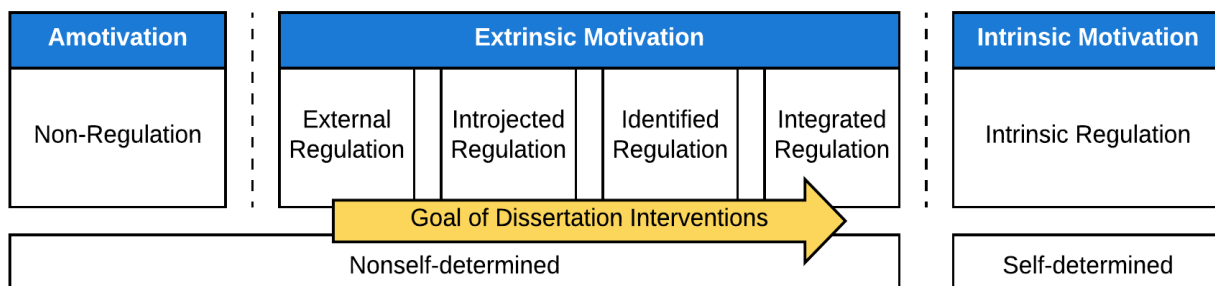 Amotivation
Extrinsic Motivation
Intrinsic Motivation
Non-Regulation
External
Regulation
Introjected
Regulation
Identified
Regulation
Integrated
Regulation
Intrinsic Regulation
Goal of Dissertation Interventions
Nonself-determined
Self-determined